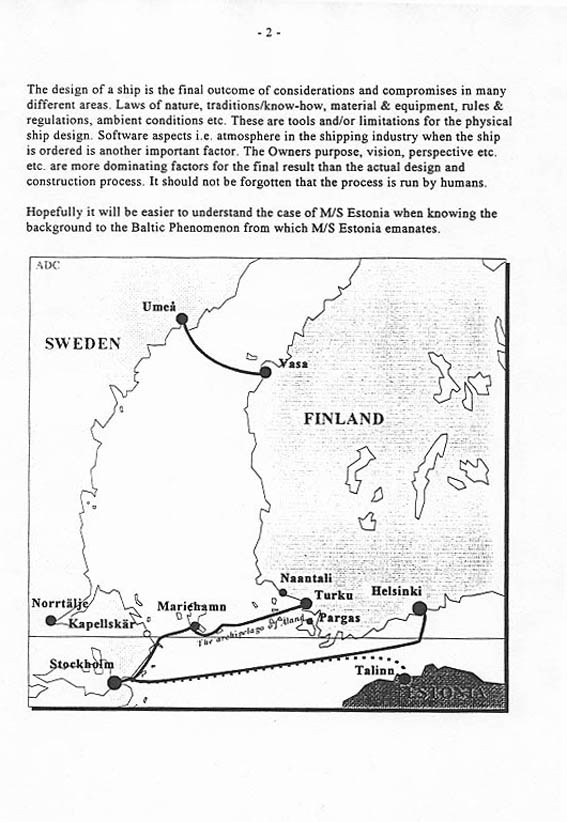 - 2 -
The design of a ship is the final outcome of considerations and compromises in many
different areas. Laws of nature, traditions/know-how, material & equipment, rules &
regulations, ambient conditions etc. These are tools and/or limitations for the physical
ship design. Software aspects i.e. atmosphere in the shipping industry when the ship
is ordered is another important factor. The Owners purpose, vision, perspective etc.
etc. are more dominating factors for the final result than the actual design and
construction process. It should not be forgotten that the process is run by humans.
Hopefully it will be easier to understand the case of M/S Estonia when knowing the
background to the Baltic Phenomenon from which M/S Estonia emanates.
ADC
Umeå
SWEDEN
Vasa
FINLAND
Naantali
Turku
Helsinki
Norrtälje
Mariehamn
Kapellskär
Pargas
The archipelago of Åland
Stockholm
Talinn
ESTONIA